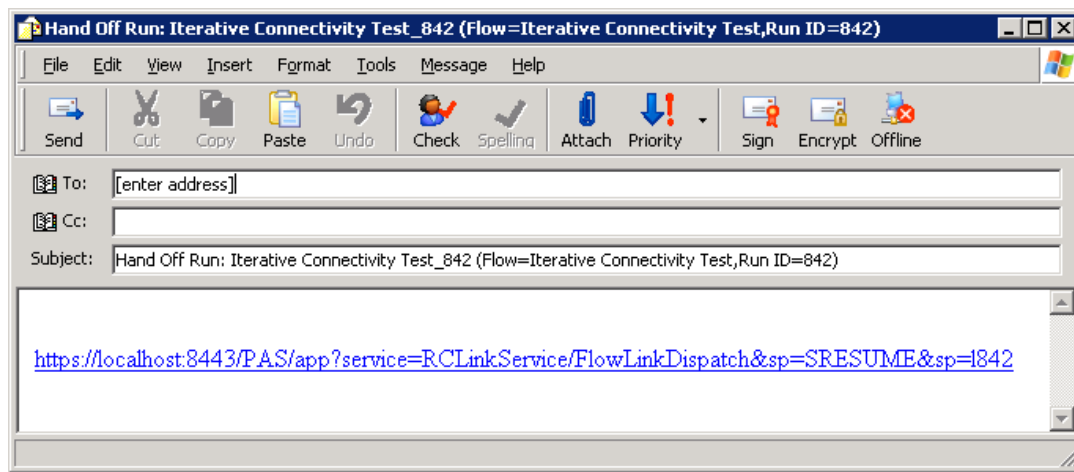 Hand Off Run: Iterative Connectivity Test_842 (Flow=Iterative Connectivity Test,Run ID=842)
File Edit View Insert Format Tools Message Help
Send Cut Copy Paste Undo Check Spelling Attach Priority Sign Encrypt Offline
To: [enter address]
Cc:
Subject: Hand Off Run: Iterative Connectivity Test_842 (Flow=Iterative Connectivity Test,Run ID=842)
https://localhost:8443/PAS/app?service=RCLinkService/FlowLinkDispatch&sp=SRESUME&sp=l842